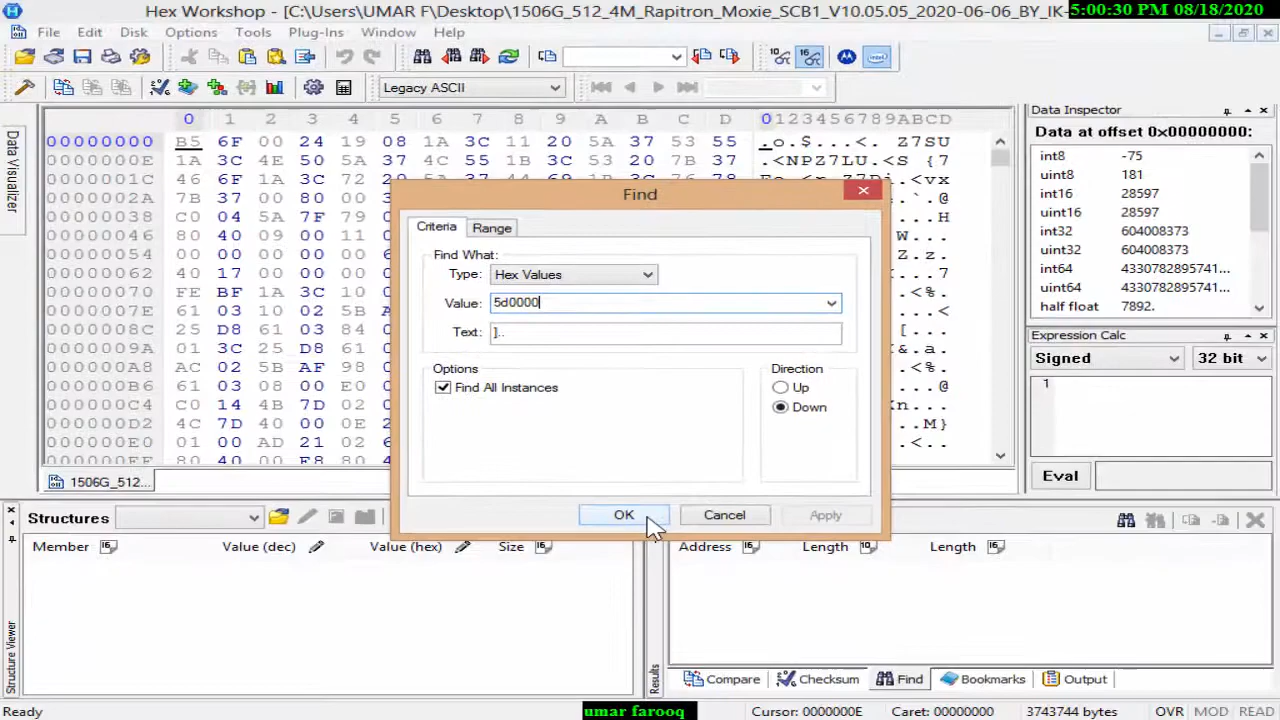 Hex Workshop - [C:\Users\UMAR F\Desktop\1506G_512_4M_Rapitron_Moxie_SCB1_V10.05.05_2020-06-06_BY_IK-
5:00:30 PM 08/18/2020
File Edit Disk Options Tools Plug-Ins Window Help
Legacy ASCII
Data Visualizer
0 1 2 3 4 5 6 7 8 9 A B C D 0123456789ABCD
00000000 B5 6F 00 24 19 08 1A 3C 11 20 5A 37 53 55 .o.$...<. Z7SU
0000000E 1A 3C 4E 50 5A 37 4C 55 1B 3C 53 20 7B 37 .<NPZ7LU.<S {7
0000001C 46 6F 1A 3C 72
0000002A 7B 37 00 80 00
00000038 C0 04 5A 7F 79
00000046 80 40 09 00 11
00000054
00000062 40 17 00 00 00
00000070 FE BF 1A 3C 10
0000007E 61 03 10 02 5B
0000008C 25 D8 61 03 84
0000009A 01 3C 25 D8 61
000000A8 AC 02 5B AF 98
000000B6 61 03 08 00 E0
000000C4 C0 14 4B 7D 02
000000D2 4C 7D 40 00 0E
000000E0 01 00 AD 21 02
1506G_512...
Find
Criteria Range
Find What:
Type: Hex Values
Value: 5d0000
Text: ]..
Options
Find All Instances
Direction
Up
Down
OK Cancel Apply
Data Inspector
Data at offset 0x00000000:
int8 -75
uint8 181
int16 28597
uint16 28597
int32 604008373
uint32 604008373
int64 4330782895741...
uint64 4330782895741...
half float 7892.
Expression Calc
Signed 32 bit
1
Eval
Structures
Member Value (dec) Value (hex) Size
Structure Viewer
Address Length Length
Results
Compare Checksum Find Bookmarks Output
Ready
umar farooq
Cursor: 0000000E Caret: 00000000 3743744 bytes OVR MOD READ